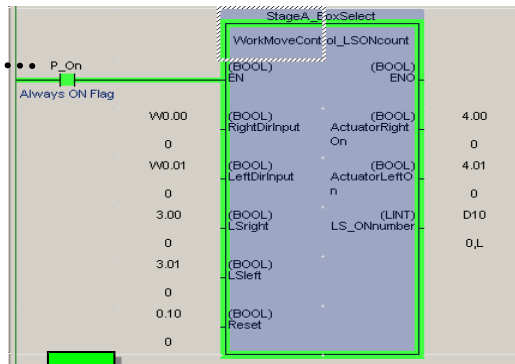 StageA_BoxSelect
WorkMoveControl_LSONcount
P_On
Always ON Flag
(BOOL) EN
(BOOL) ENO
W0.00
0
(BOOL) RightDirInput
(BOOL) ActuatorRight
On
4.00
0
W0.01
0
(BOOL) LeftDirInput
(BOOL) ActuatorLeftO
n
4.01
0
3.00
0
(BOOL) LSright
(LINT) LS_ONnumber
D10
0,L
3.01
0
(BOOL) LSleft
0.10
0
(BOOL) Reset